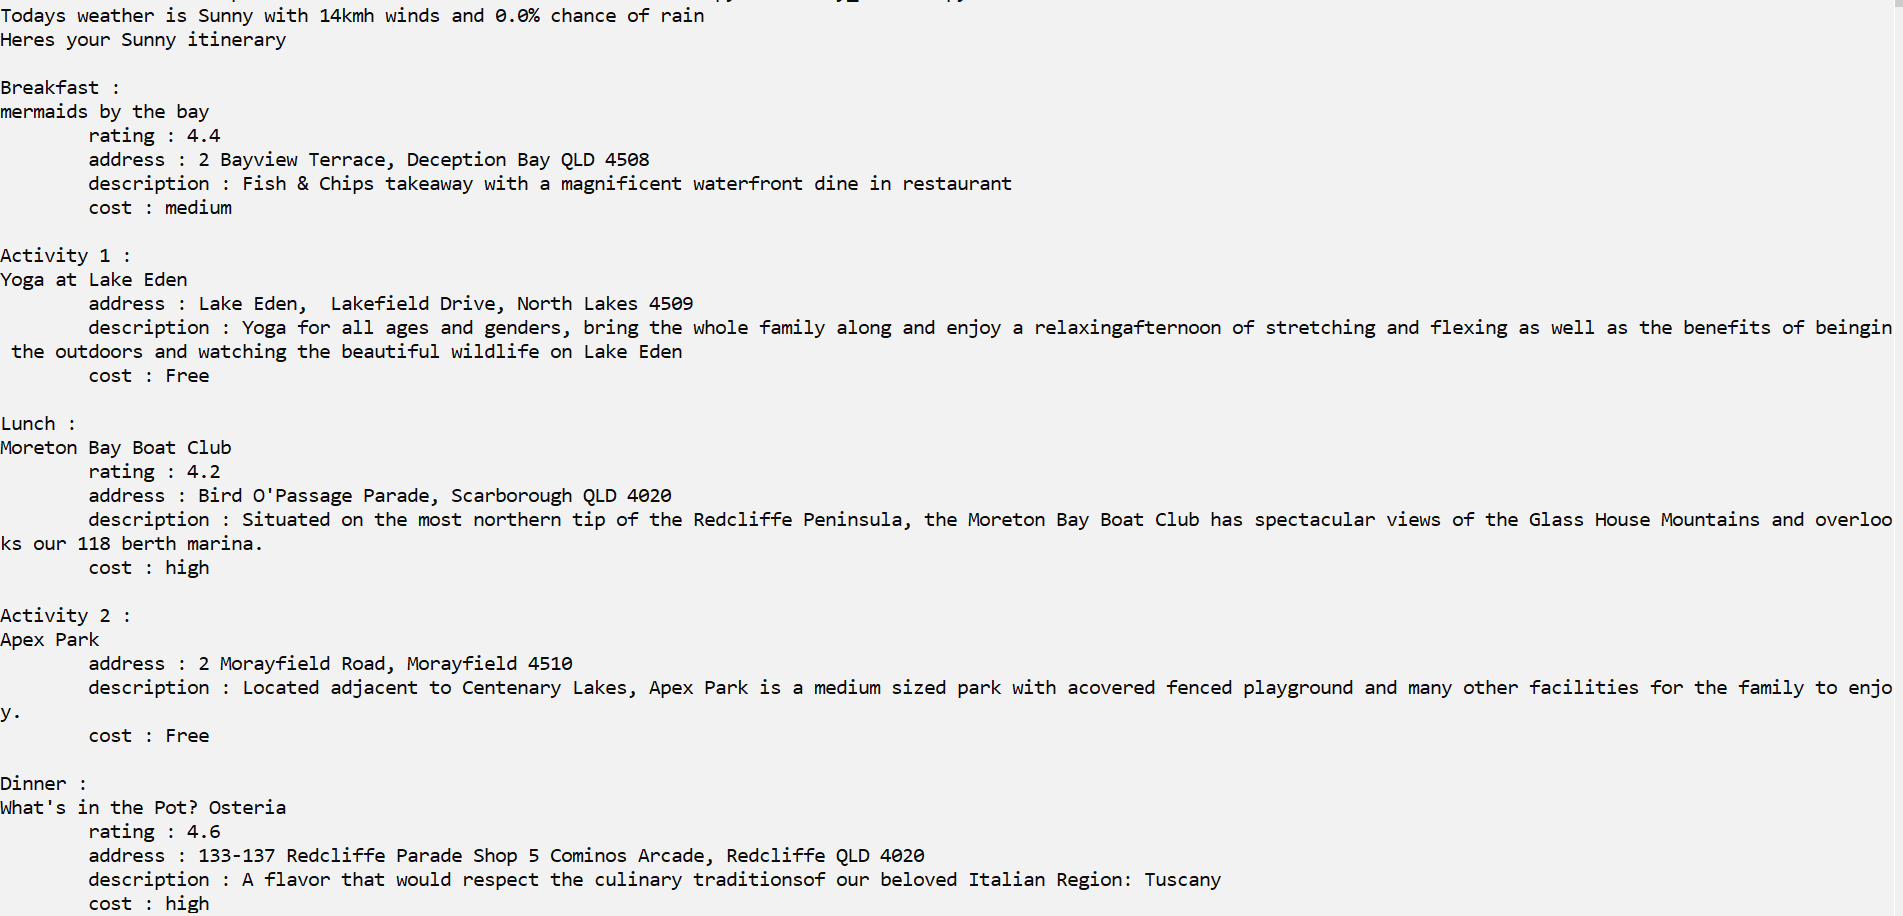 Todays weather is Sunny with 14kmh winds and 0.0% chance of rain
Heres your Sunny itinerary
Breakfast :
mermaids by the bay
rating : 4.4
address : 2 Bayview Terrace, Deception Bay QLD 4508
description : Fish & Chips takeaway with a magnificent waterfront dine in restaurant
cost : medium
Activity 1 :
Yoga at Lake Eden
address : Lake Eden,  Lakefield Drive, North Lakes 4509
description : Yoga for all ages and genders, bring the whole family along and enjoy a relaxingafternoon of stretching and flexing as well as the benefits of beingin
the outdoors and watching the beautiful wildlife on Lake Eden
cost : Free
Lunch :
Moreton Bay Boat Club
rating : 4.2
address : Bird O'Passage Parade, Scarborough QLD 4020
description : Situated on the most northern tip of the Redcliffe Peninsula, the Moreton Bay Boat Club has spectacular views of the Glass House Mountains and overloo
ks our 118 berth marina.
cost : high
Activity 2 :
Apex Park
address : 2 Morayfield Road, Morayfield 4510
description : Located adjacent to Centenary Lakes, Apex Park is a medium sized park with acovered fenced playground and many other facilities for the family to enjo
y.
cost : Free
Dinner :
What's in the Pot? Osteria
rating : 4.6
address : 133-137 Redcliffe Parade Shop 5 Cominos Arcade, Redcliffe QLD 4020
description : A flavor that would respect the culinary traditionsof our beloved Italian Region: Tuscany
cost : high